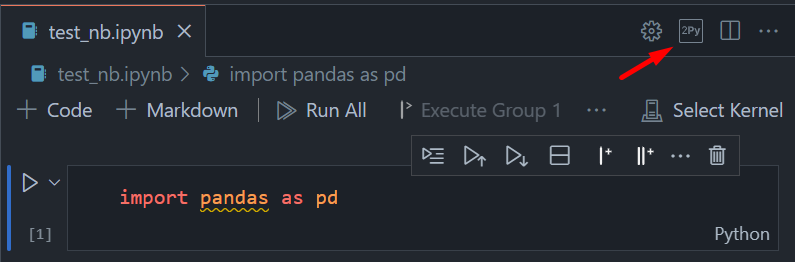 test_nb.ipynb
2Py
test_nb.ipynb > import pandas as pd
+ Code + Markdown Run All Execute Group 1 ... Select Kernel
import pandas as pd
[1]
Python